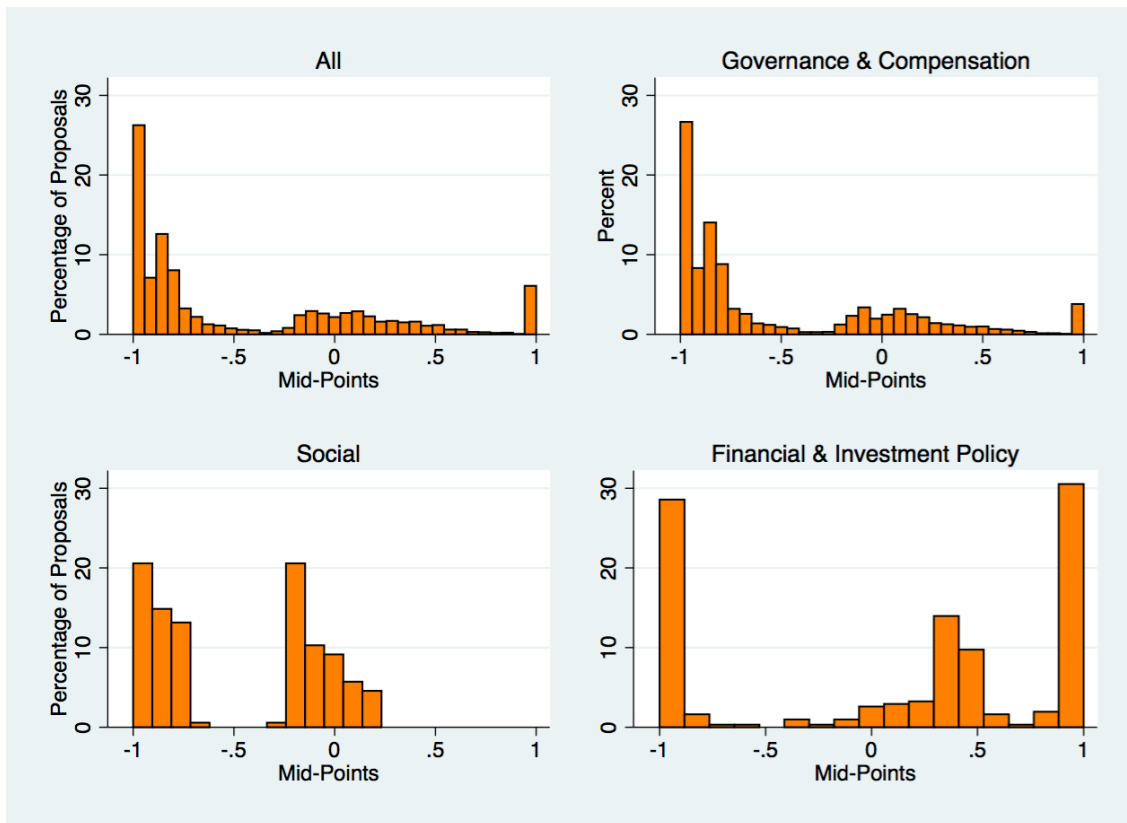 All
Percentage of Proposals
30
20
10
0
-1 -.5 0 .5 1
Mid-Points
Governance & Compensation
Percent
30
20
10
0
-1 -.5 0 .5 1
Mid-Points
Social
Percentage of Proposals
30
20
10
0
-1 -.5 0 .5 1
Mid-Points
Financial & Investment Policy
30
20
10
0
-1 -.5 0 .5 1
Mid-Points